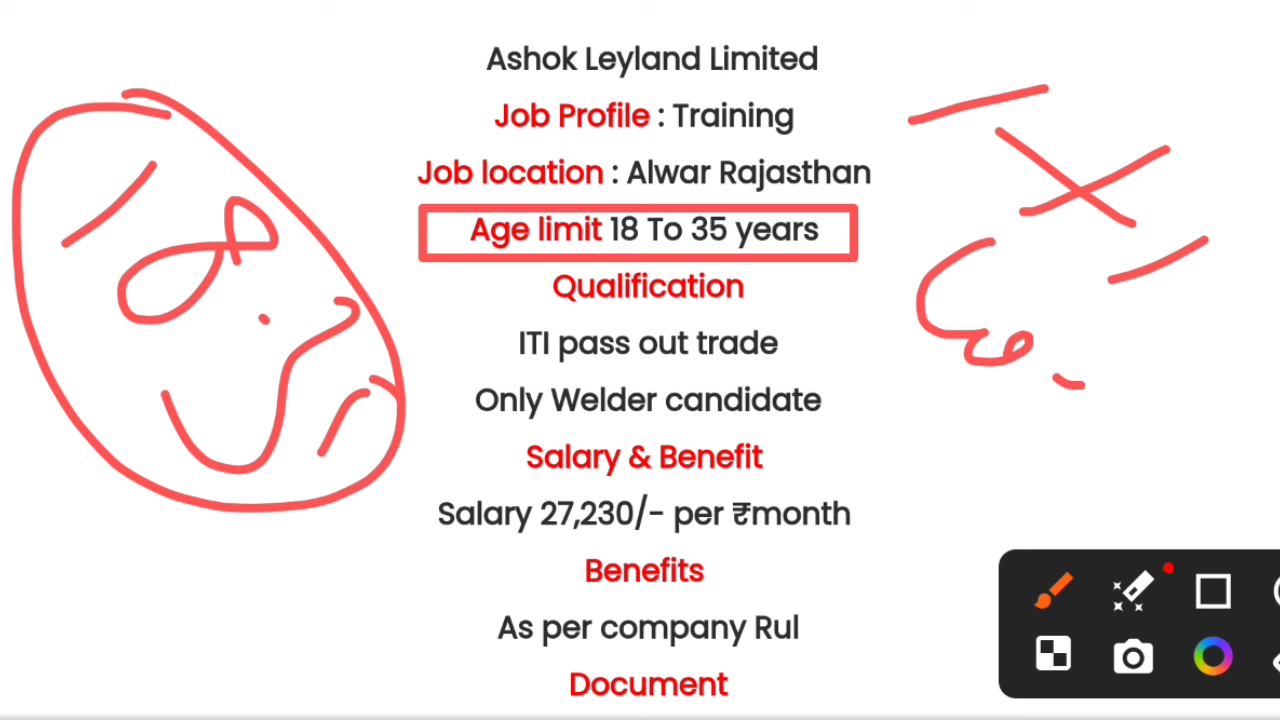 Ashok Leyland Limited
Job Profile : Training
Job location : Alwar Rajasthan
Age limit 18 To 35 years
Qualification
ITI pass out trade
Only Welder candidate
Salary & Benefit
Salary 27,230/- per ₹month
Benefits
As per company Rul
Document